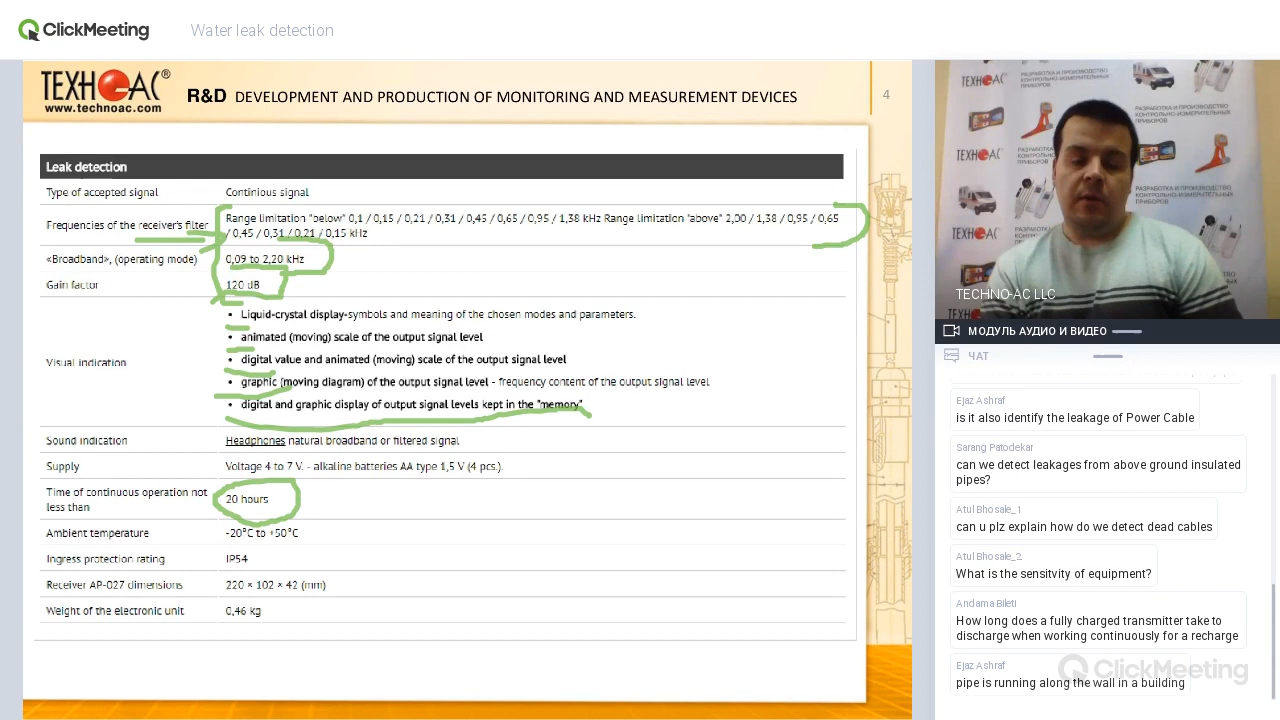 ClickMeeting
Water leak detection
ТЕХНО-АС®
www.technoac.com
R&D DEVELOPMENT AND PRODUCTION OF MONITORING AND MEASUREMENT DEVICES
4
Leak detection
Type of accepted signal
Continious signal
Frequencies of the receiver's filter
Range limitation "below" 0,1 / 0,15 / 0,21 / 0,31 / 0,45 / 0,65 / 0,95 / 1,38 kHz Range limitation "above" 2,00 / 1,38 / 0,95 / 0,65
/ 0,45 / 0,31 / 0,21 / 0,15 kHz
«Broadband», (operating mode)
0,09 to 2,20 kHz
Gain factor
120 dB
Visual indication
• Liquid-crystal display-symbols and meaning of the chosen modes and parameters.
• animated (moving) scale of the output signal level
• digital value and animated (moving) scale of the output signal level
• graphic (moving diagram) of the output signal level - frequency content of the output signal level
• digital and graphic display of output signal levels kept in the "memory"
Sound indication
Headphones natural broadband or filtered signal
Supply
Voltage 4 to 7 V. - alkaline batteries AA type 1,5 V (4 pcs.).
Time of continuous operation not
less than
20 hours
Ambient temperature
-20°C to +50°C
Ingress protection rating
IP54
Receiver AP-027 dimensions
220 × 102 × 42 (mm)
Weight of the electronic unit
0,46 kg
РАЗРАБОТКА И ПРОИЗВОДСТВО
КОНТРОЛЬНО-ИЗМЕРИТЕЛЬНЫХ
ПРИБОРОВ
ТЕХНО-АС
TECHNO-AC LLC
МОДУЛЬ АУДИО И ВИДЕО
ЧАТ
Ejaz Ashraf
is it also identify the leakage of Power Cable
Sarang Patodekar
can we detect leakages from above ground insulated
pipes?
Atul Bhosale_1
can u plz explain how do we detect dead cables
Atul Bhosale_2
What is the sensitvity of equipment?
Andama Bileti
How long does a fully charged transmitter take to
discharge when working continuously for a recharge
Ejaz Ashraf
pipe is running along the wall in a building
ClickMeeting